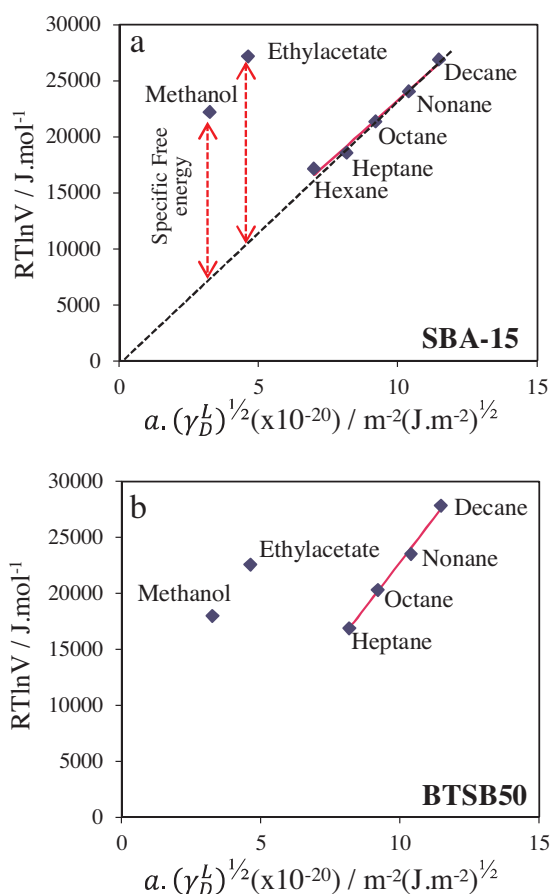 a
30000
25000
20000
15000
10000
5000
0
RTlnV / J.mol⁻¹
Ethylacetate
Methanol
Decane
Nonane
Octane
Heptane
Hexane
Specific Free
energy
SBA-15
0 5 10 15
a. (γ_D^L)^½(x10⁻²⁰) / m⁻²(J.m⁻²)^½
b
30000
25000
20000
15000
10000
5000
0
RTlnV / J.mol⁻¹
Decane
Ethylacetate
Nonane
Methanol
Octane
Heptane
BTSB50
0 5 10 15
a. (γ_D^L)^½(x10⁻²⁰) / m⁻²(J.m⁻²)^½